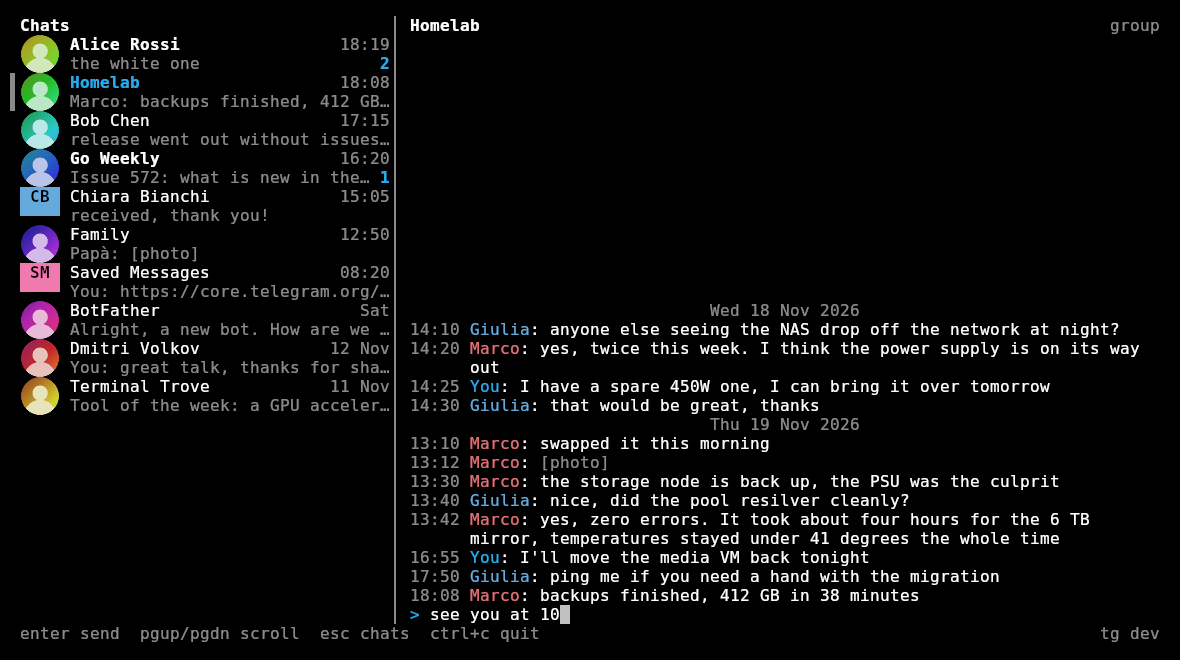 Chats
Alice Rossi 18:19
the white one 2
Homelab 18:08
Marco: backups finished, 412 GB…
Bob Chen 17:15
release went out without issues…
Go Weekly 16:20
Issue 572: what is new in the… 1
CB Chiara Bianchi 15:05
received, thank you!
Family 12:50
Papà: [photo]
SM Saved Messages 08:20
You: https://core.telegram.org/…
BotFather Sat
Alright, a new bot. How are we …
Dmitri Volkov 12 Nov
You: great talk, thanks for sha…
Terminal Trove 11 Nov
Tool of the week: a GPU acceler…
Homelab group
Wed 18 Nov 2026
14:10 Giulia: anyone else seeing the NAS drop off the network at night?
14:20 Marco: yes, twice this week. I think the power supply is on its way
out
14:25 You: I have a spare 450W one, I can bring it over tomorrow
14:30 Giulia: that would be great, thanks
Thu 19 Nov 2026
13:10 Marco: swapped it this morning
13:12 Marco: [photo]
13:30 Marco: the storage node is back up, the PSU was the culprit
13:40 Giulia: nice, did the pool resilver cleanly?
13:42 Marco: yes, zero errors. It took about four hours for the 6 TB
mirror, temperatures stayed under 41 degrees the whole time
16:55 You: I'll move the media VM back tonight
17:50 Giulia: ping me if you need a hand with the migration
18:08 Marco: backups finished, 412 GB in 38 minutes
> see you at 10
enter send pgup/pgdn scroll esc chats ctrl+c quit tg dev